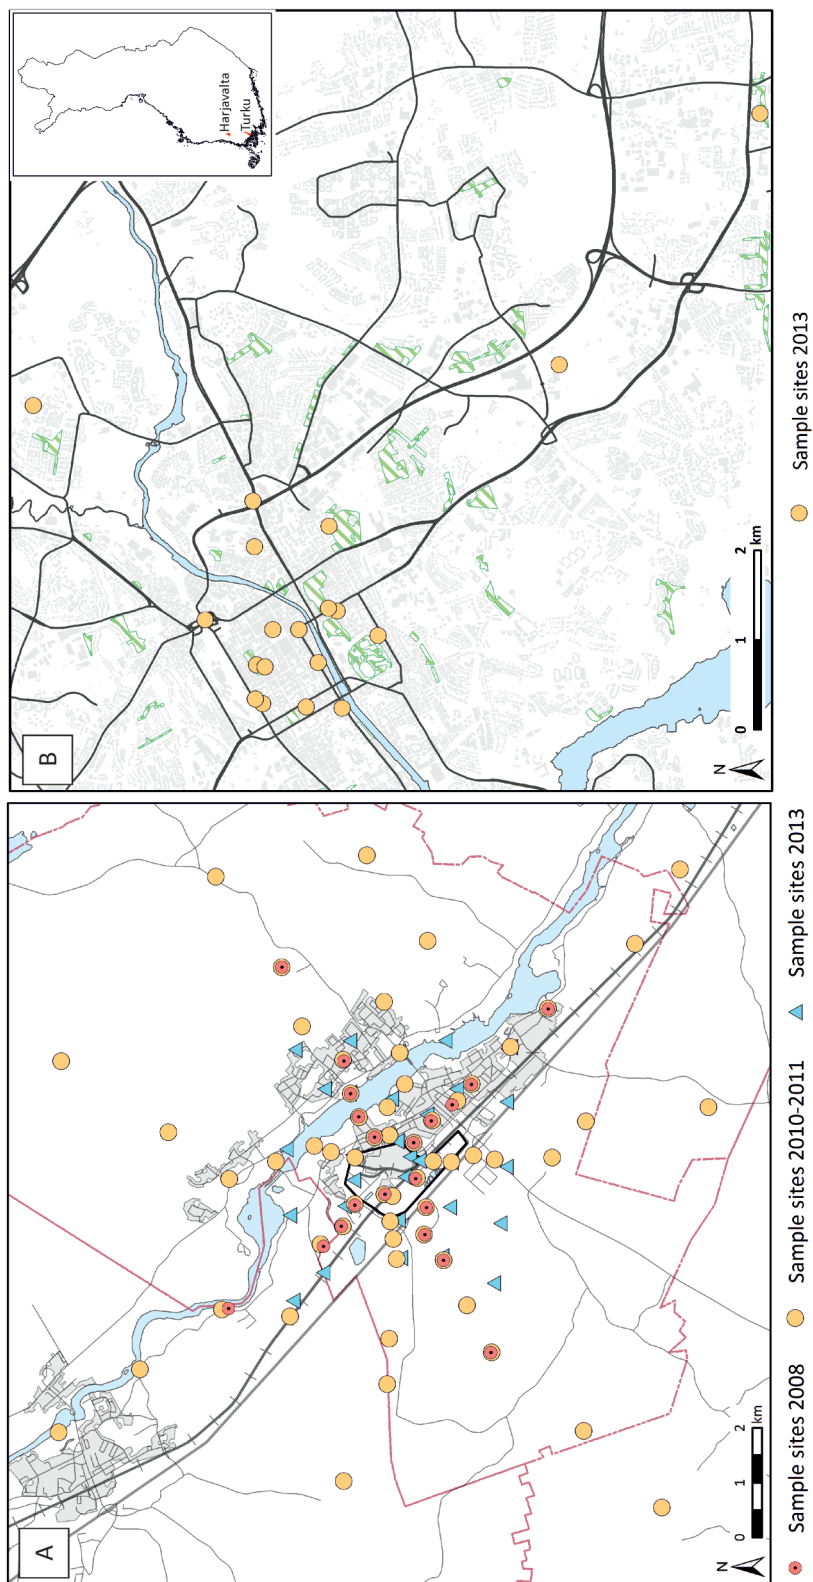 A
N
0 1 2
km
Sample sites 2008
Sample sites 2010-2011
Sample sites 2013
B
Harjavalta
Turku
N
0 1 2
km
Sample sites 2013